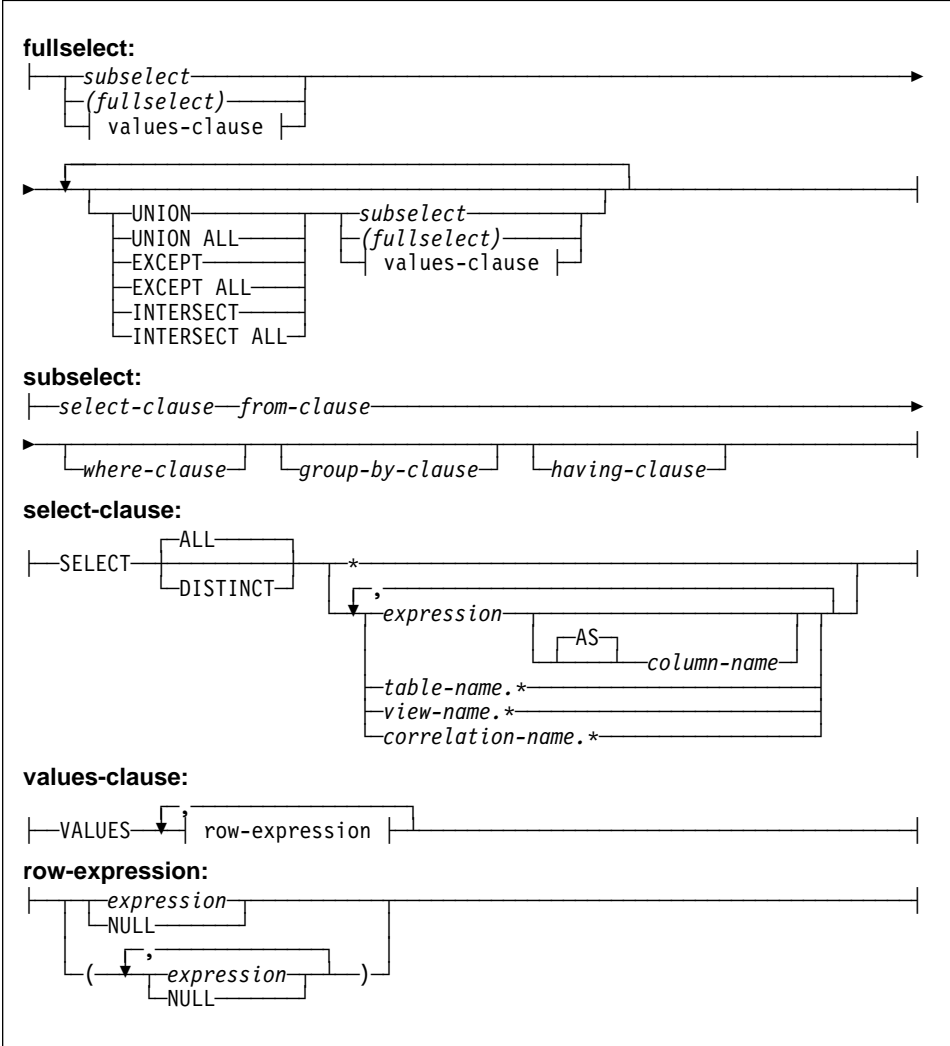 fullselect:
subselect
(fullselect)
values-clause
UNION subselect
UNION ALL (fullselect)
EXCEPT values-clause
EXCEPT ALL
INTERSECT
INTERSECT ALL
subselect:
select-clause from-clause
where-clause group-by-clause having-clause
select-clause:
ALL
SELECT *
DISTINCT ,
expression
AS
column-name
table-name.*
view-name.*
correlation-name.*
values-clause:
,
VALUES row-expression
row-expression:
expression
NULL
,
( expression )
NULL